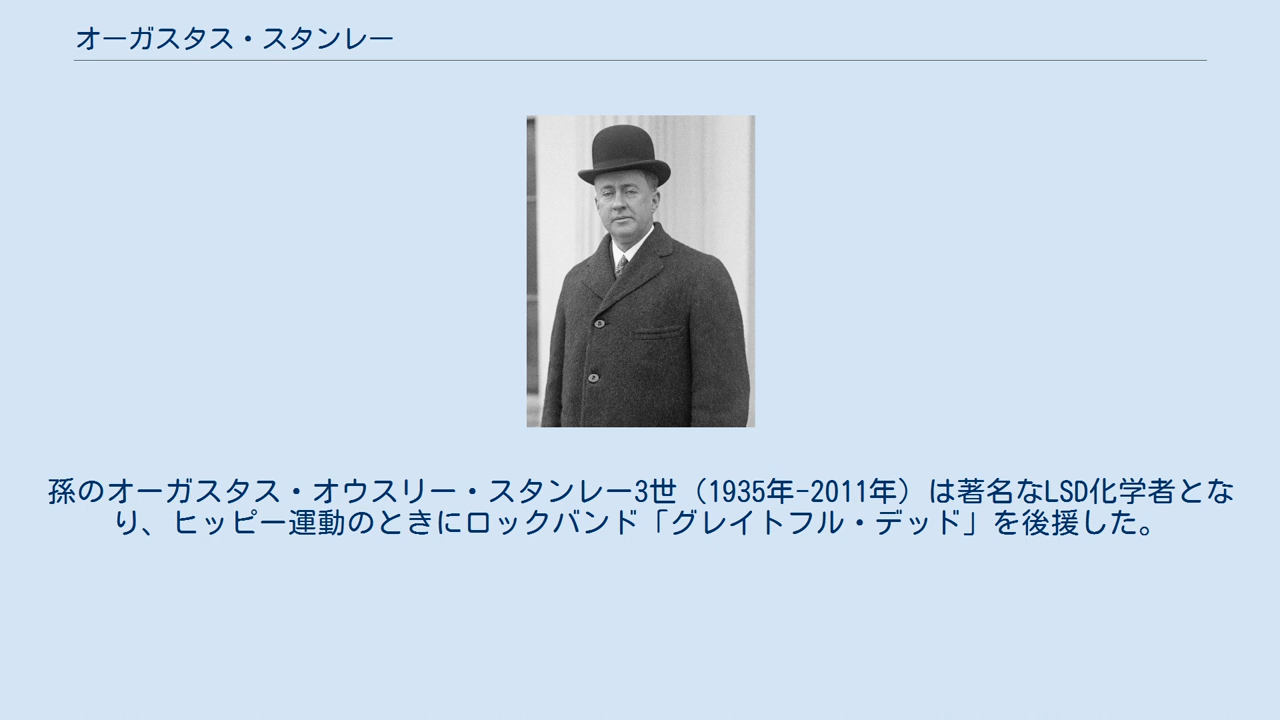 オーガスタス・スタンレー
孫のオーガスタス・オウスリー・スタンレー3世（1935年-2011年）は著名なLSD化学者とな
り、ヒッピー運動のときにロックバンド「グレイトフル・デッド」を後援した。